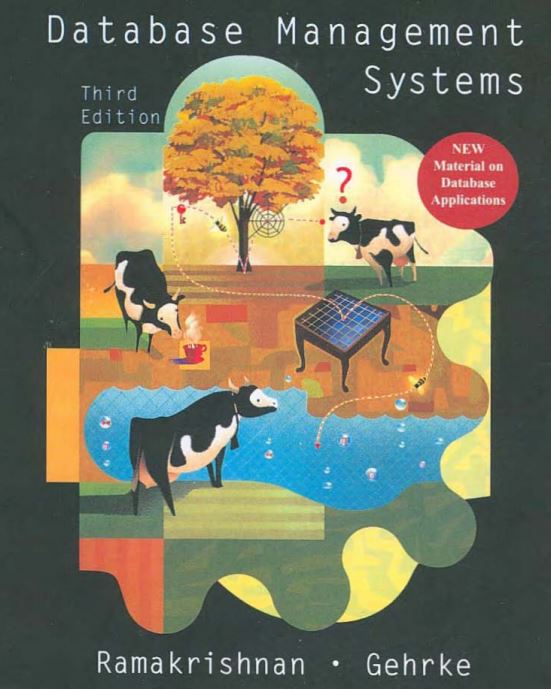 Database Management
Systems
Third
Edition
NEW
Material on
Database
Applications
?
Ramakrishnan • Gehrke